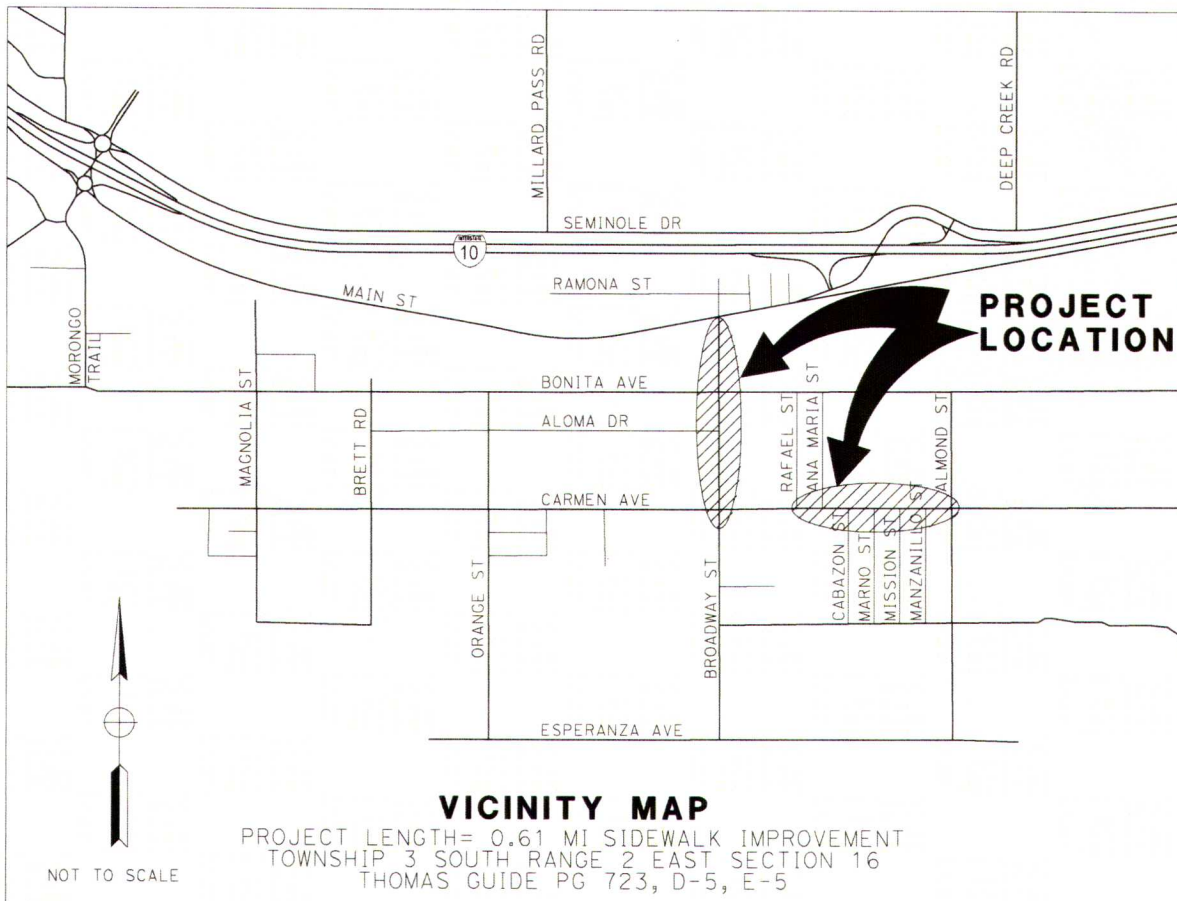 MILLARD PASS RD
DEEP CREEK RD
SEMINOLE DR
INTERSTATE
10
RAMONA ST
MAIN ST
PROJECT
LOCATION
MORONGO
TRAIL
MAGNOLIA ST
BRETT RD
BONITA AVE
ALOMA DR
RAFAEL ST
ANA MARIA ST
ALMOND ST
CARMEN AVE
ORANGE ST
BROADWAY ST
CABAZON ST
MARNO ST
MISSION ST
MANZANILLO ST
ESPERANZA AVE
VICINITY MAP
PROJECT LENGTH= 0.61 MI SIDEWALK IMPROVEMENT
TOWNSHIP 3 SOUTH RANGE 2 EAST SECTION 16
THOMAS GUIDE PG 723, D-5, E-5
NOT TO SCALE